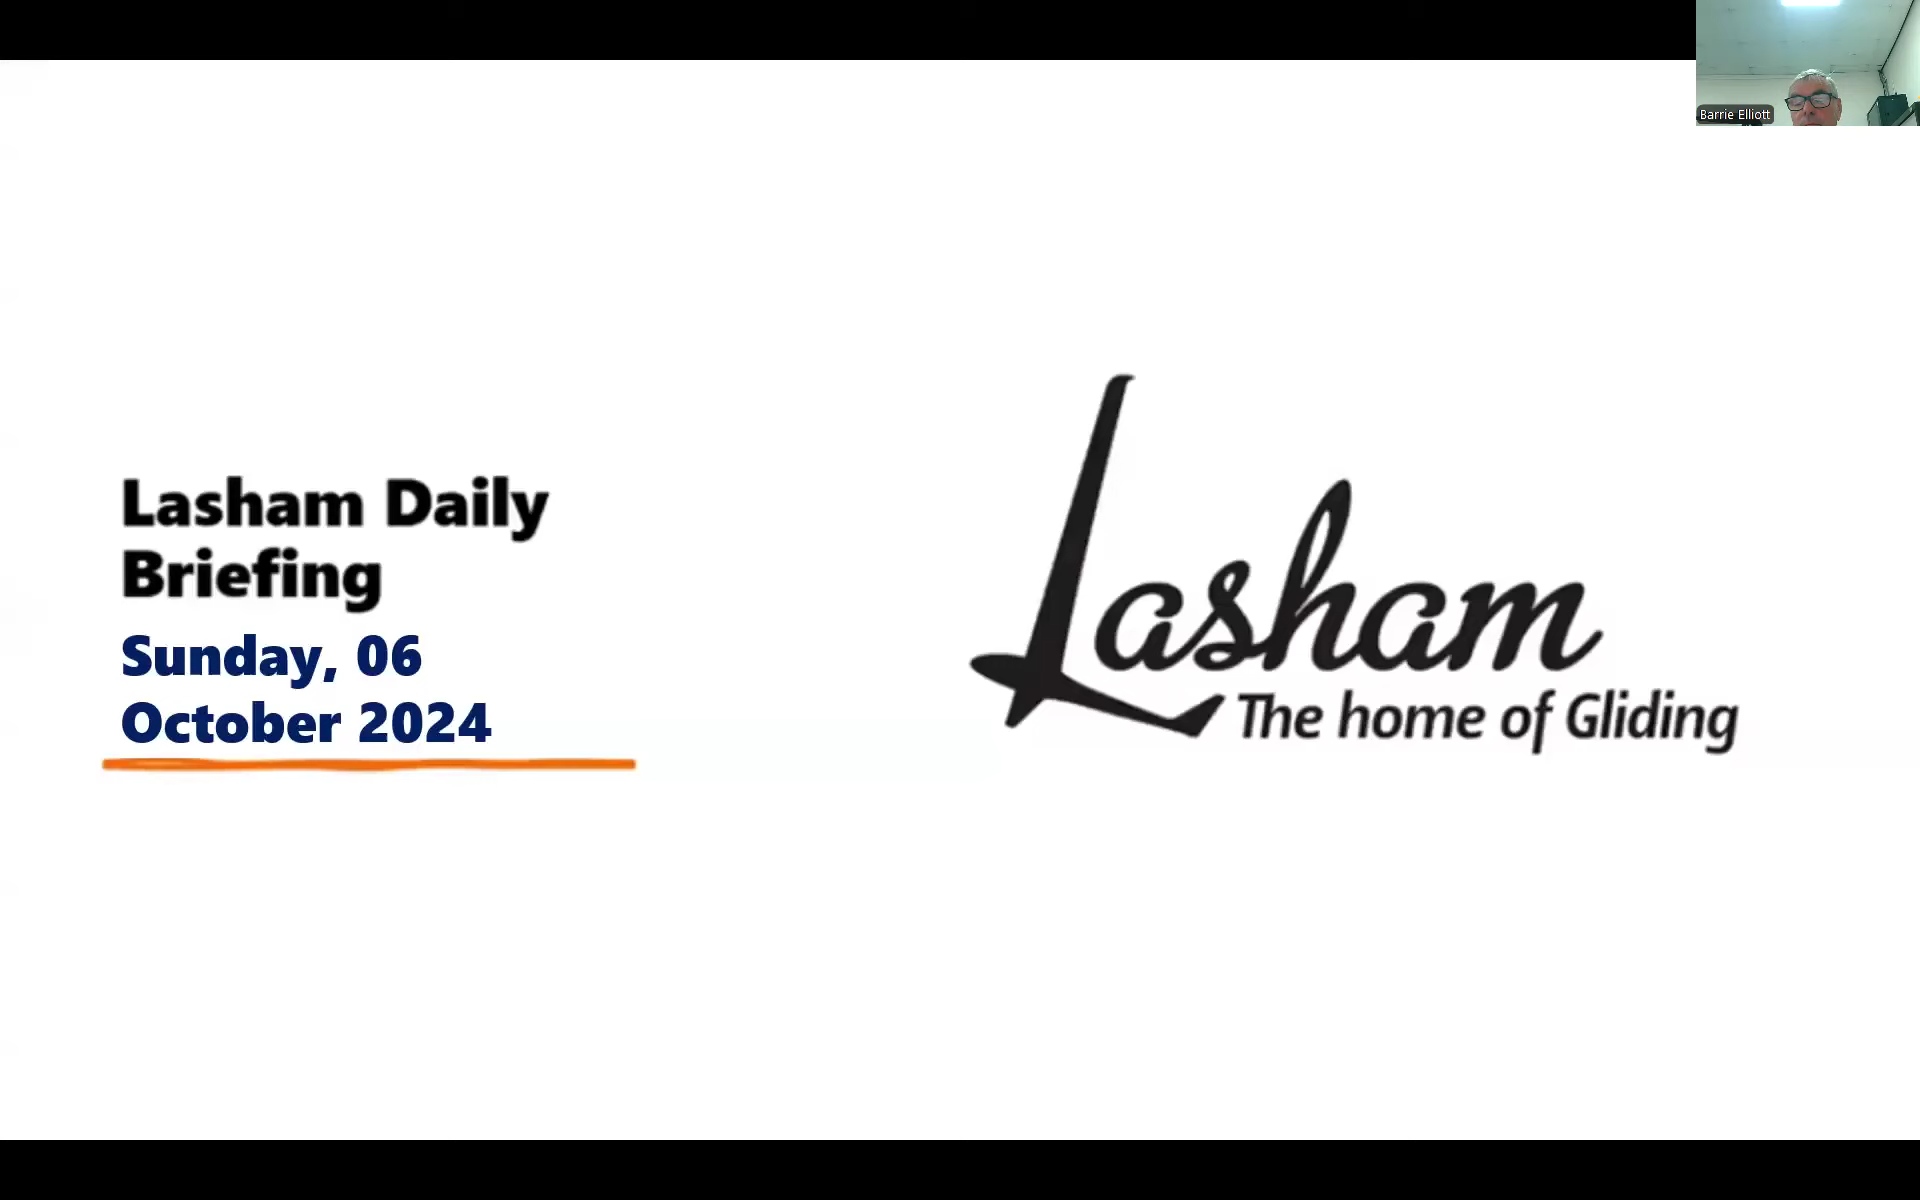 Barrie Elliott
Lasham Daily
Briefing
Sunday, 06
October 2024
Lasham
The home of Gliding